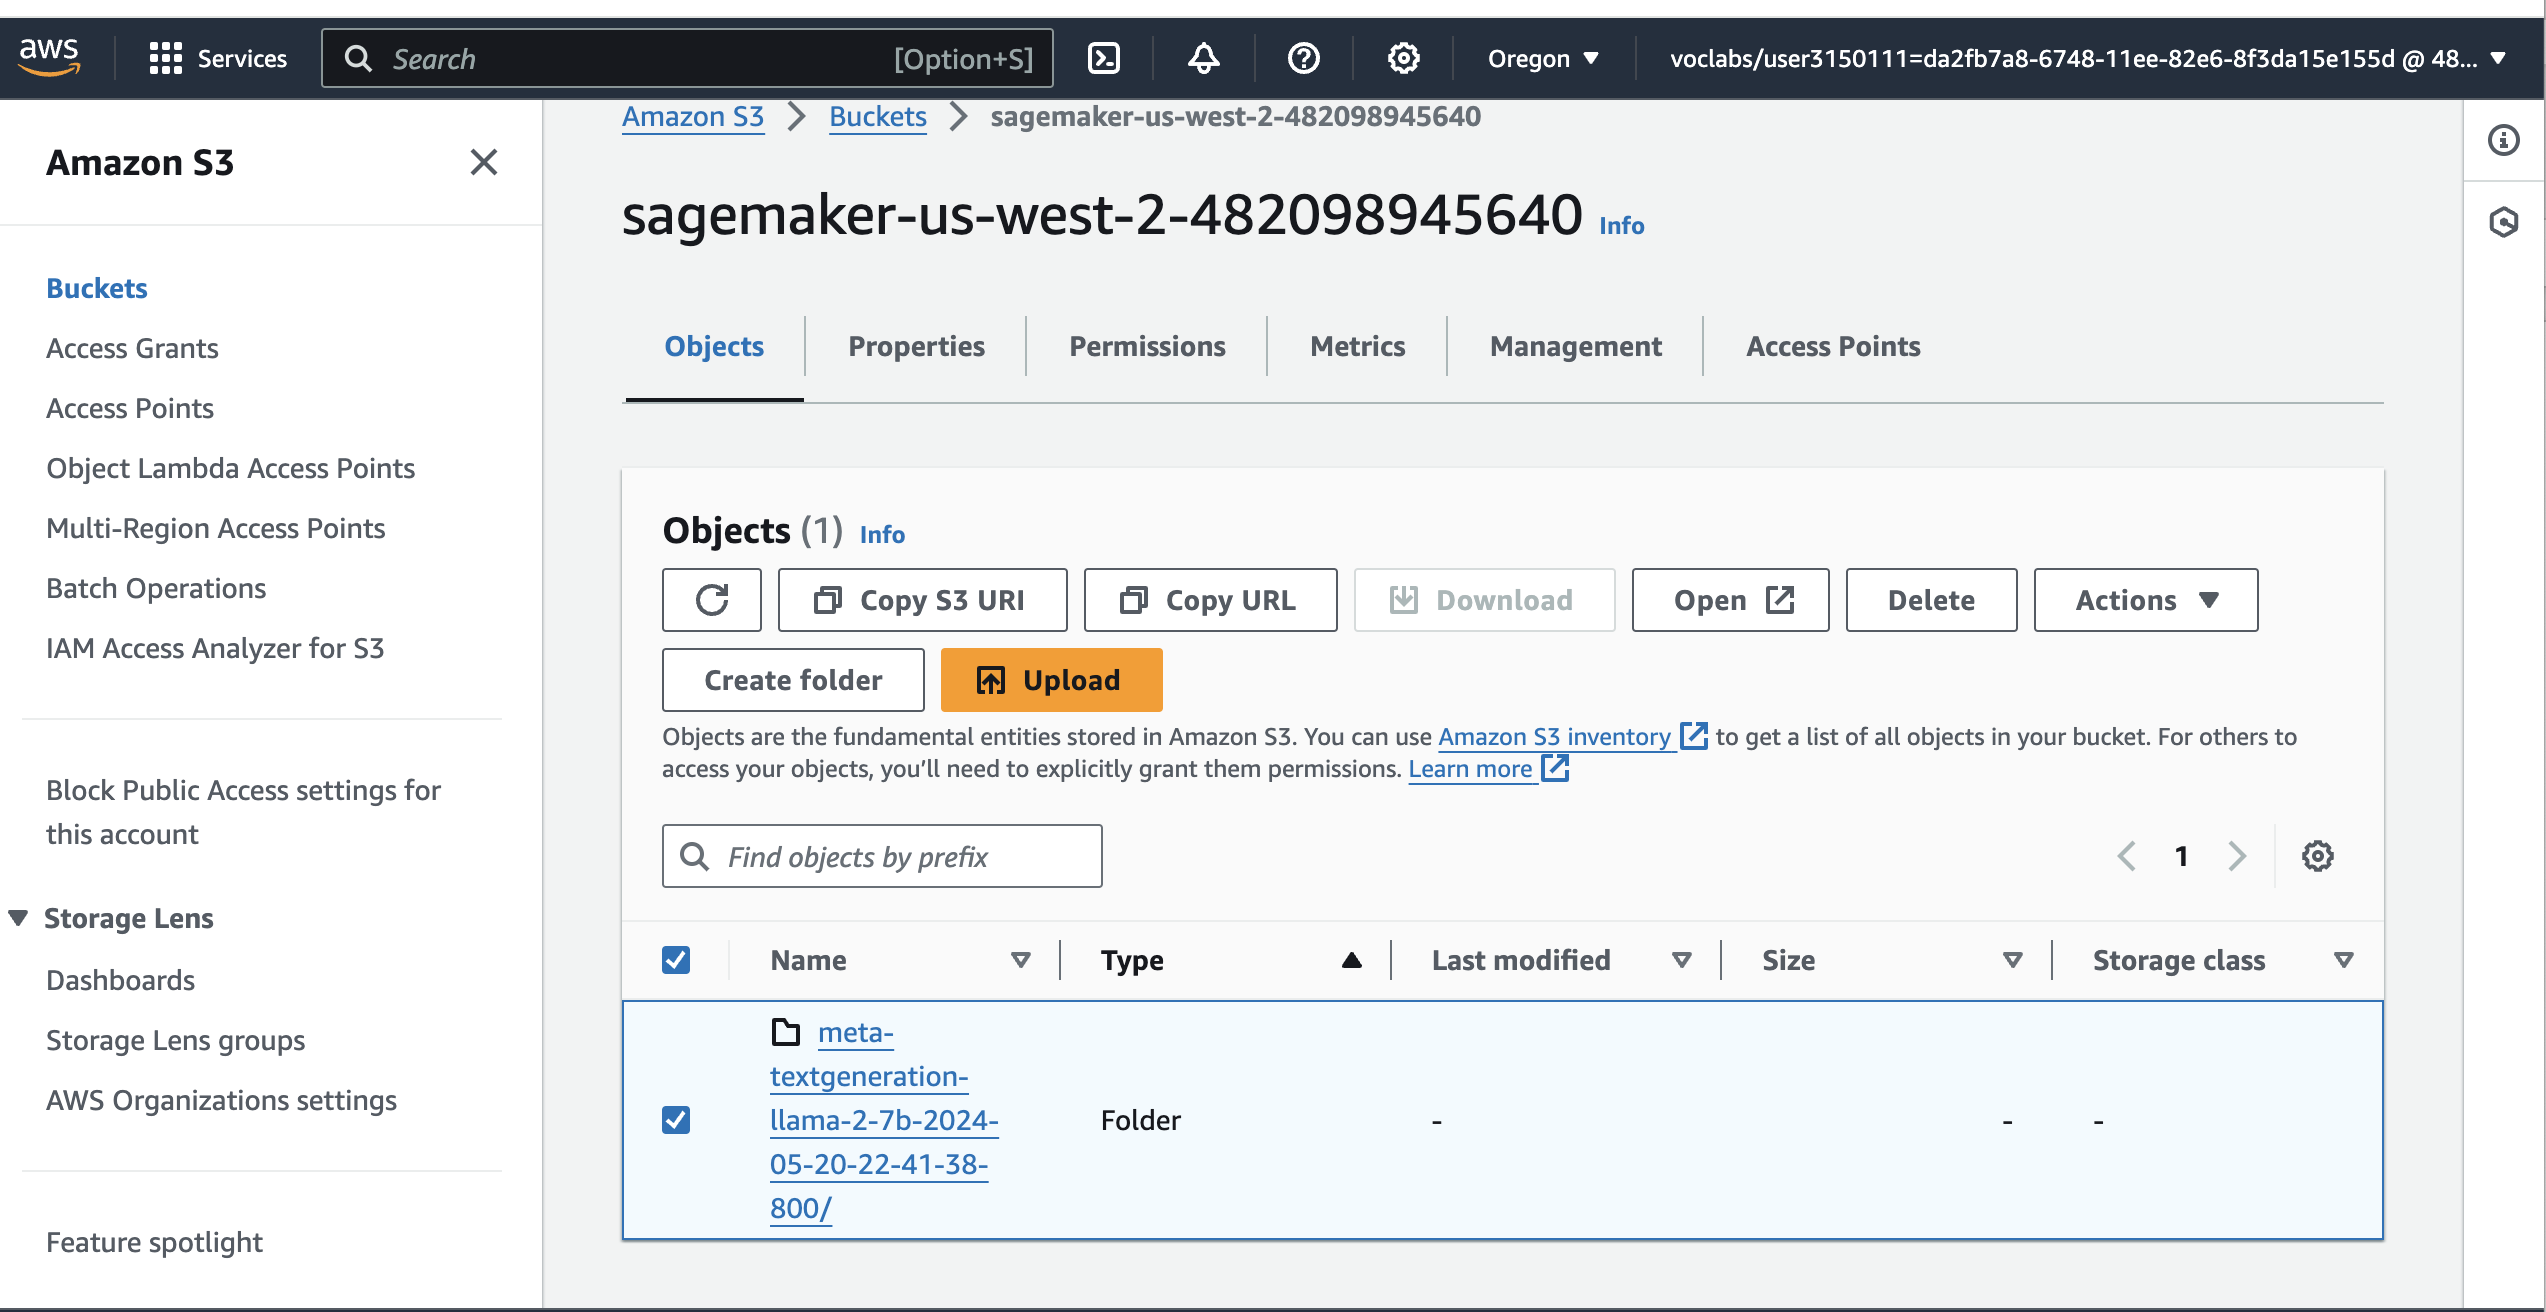 aws
Services
Search
[Option+S]
Oregon
voclabs/user3150111=da2fb7a8-6748-11ee-82e6-8f3da15e155d @ 48...
Amazon S3
Buckets
Access Grants
Access Points
Object Lambda Access Points
Multi-Region Access Points
Batch Operations
IAM Access Analyzer for S3
Block Public Access settings for
this account
Storage Lens
Dashboards
Storage Lens groups
AWS Organizations settings
Feature spotlight
Amazon S3 > Buckets > sagemaker-us-west-2-482098945640
sagemaker-us-west-2-482098945640 Info
Objects
Properties
Permissions
Metrics
Management
Access Points
Objects (1) Info
Copy S3 URI
Copy URL
Download
Open
Delete
Actions
Create folder
Upload
Objects are the fundamental entities stored in Amazon S3. You can use Amazon S3 inventory to get a list of all objects in your bucket. For others to
access your objects, you’ll need to explicitly grant them permissions. Learn more
Find objects by prefix
1
Name
Type
Last modified
Size
Storage class
meta-
textgeneration-
llama-2-7b-2024-
05-20-22-41-38-
800/
Folder
-
-
-